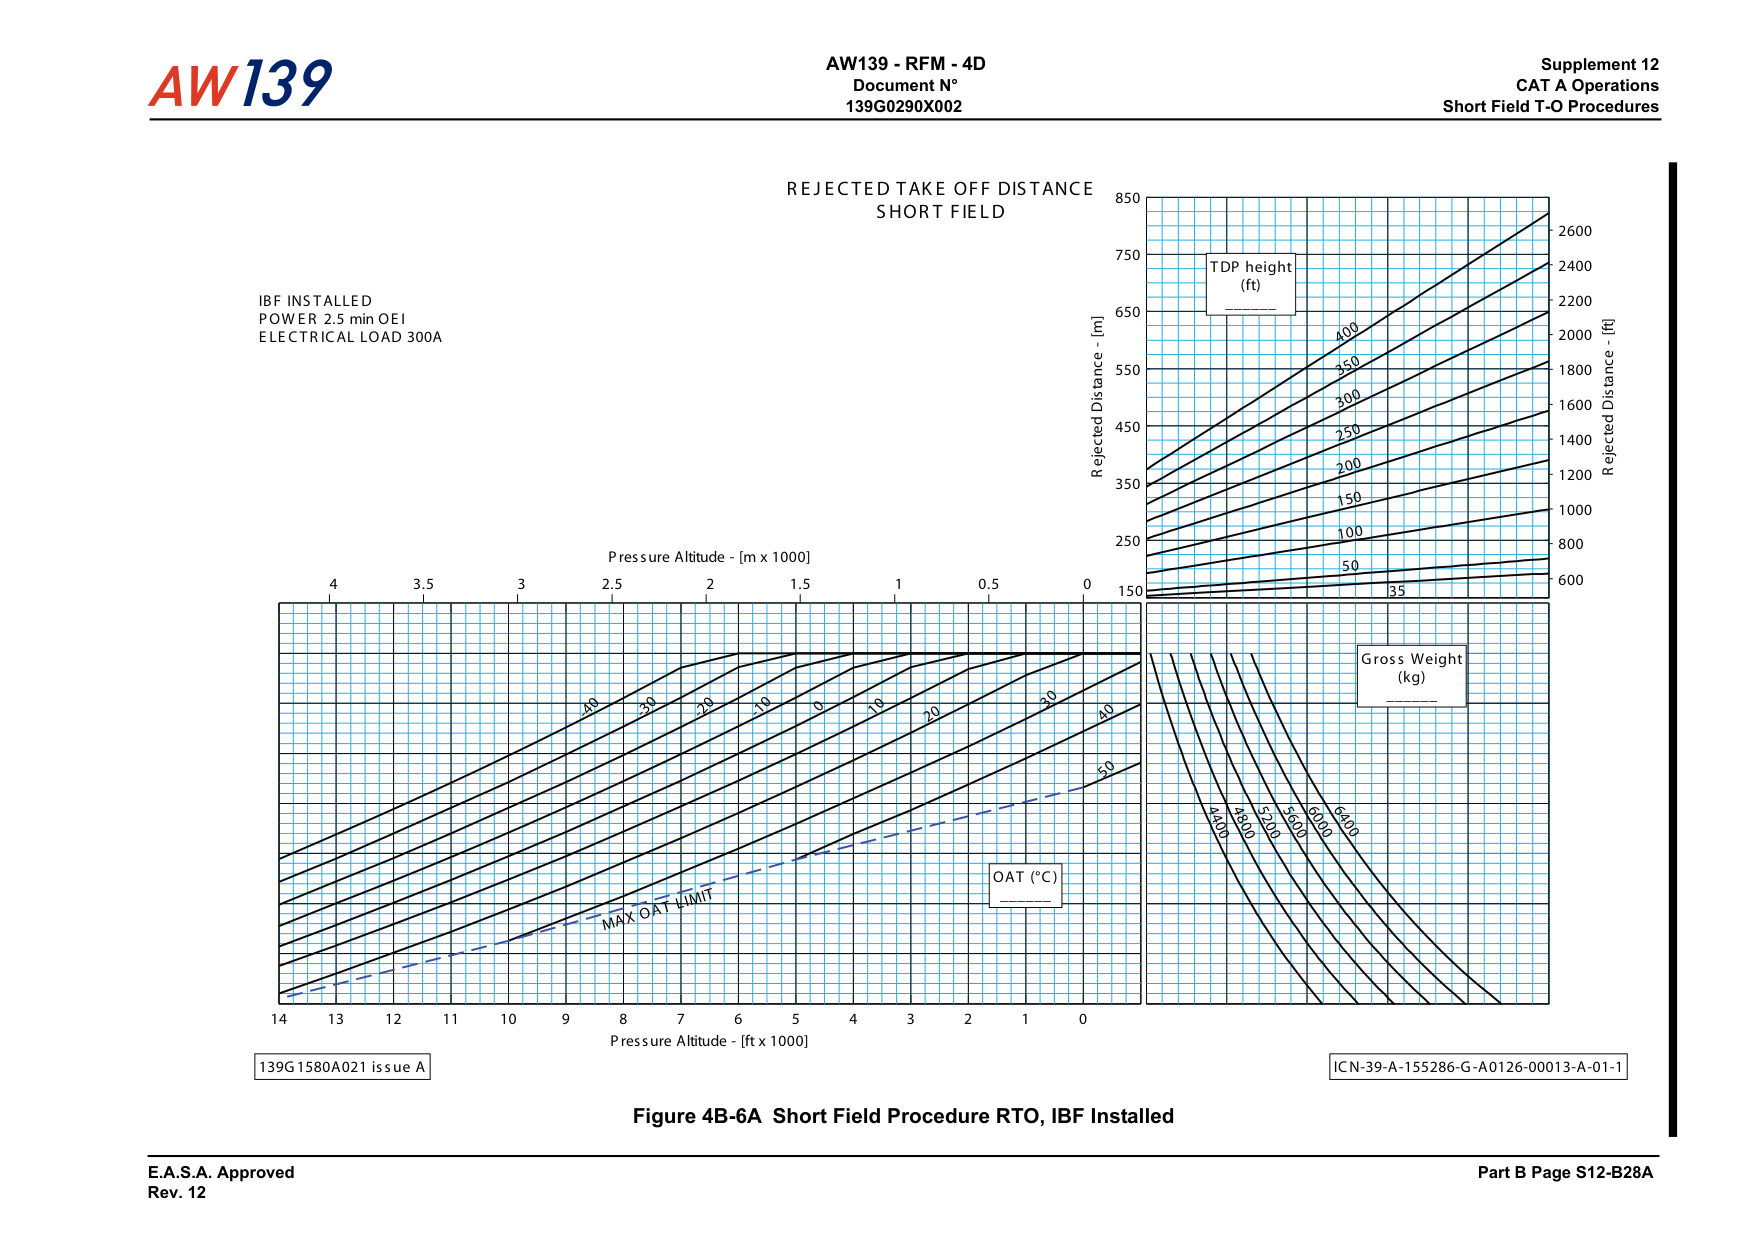 AW139
AW139 - RFM - 4D
Document N°
139G0290X002
Supplement 12
CAT A Operations
Short Field T-O Procedures
REJECTED TAKE OFF DISTANCE
SHORT FIELD
IBF INSTALLED
POWER 2.5 min OEI
ELECTRICAL LOAD 300A
850
750
650
550
450
350
250
150
Rejected Distance - [m]
TDP height
(ft)
______
400
350
300
250
200
150
100
50
35
2600
2400
2200
2000
1800
1600
1400
1200
1000
800
600
Rejected Distance - [ft]
Pressure Altitude - [m x 1000]
4 3.5 3 2.5 2 1.5 1 0.5 0
-40 -30 -20 -10 0 10 20 30 40 50
MAX OAT LIMIT
OAT (°C)
______
Gross Weight
(kg)
______
4400 4800 5200 5600 6000 6400
14 13 12 11 10 9 8 7 6 5 4 3 2 1 0
Pressure Altitude - [ft x 1000]
139G1580A021 issue A
ICN-39-A-155286-G-A0126-00013-A-01-1
Figure 4B-6A Short Field Procedure RTO, IBF Installed
E.A.S.A. Approved
Rev. 12
Part B Page S12-B28A